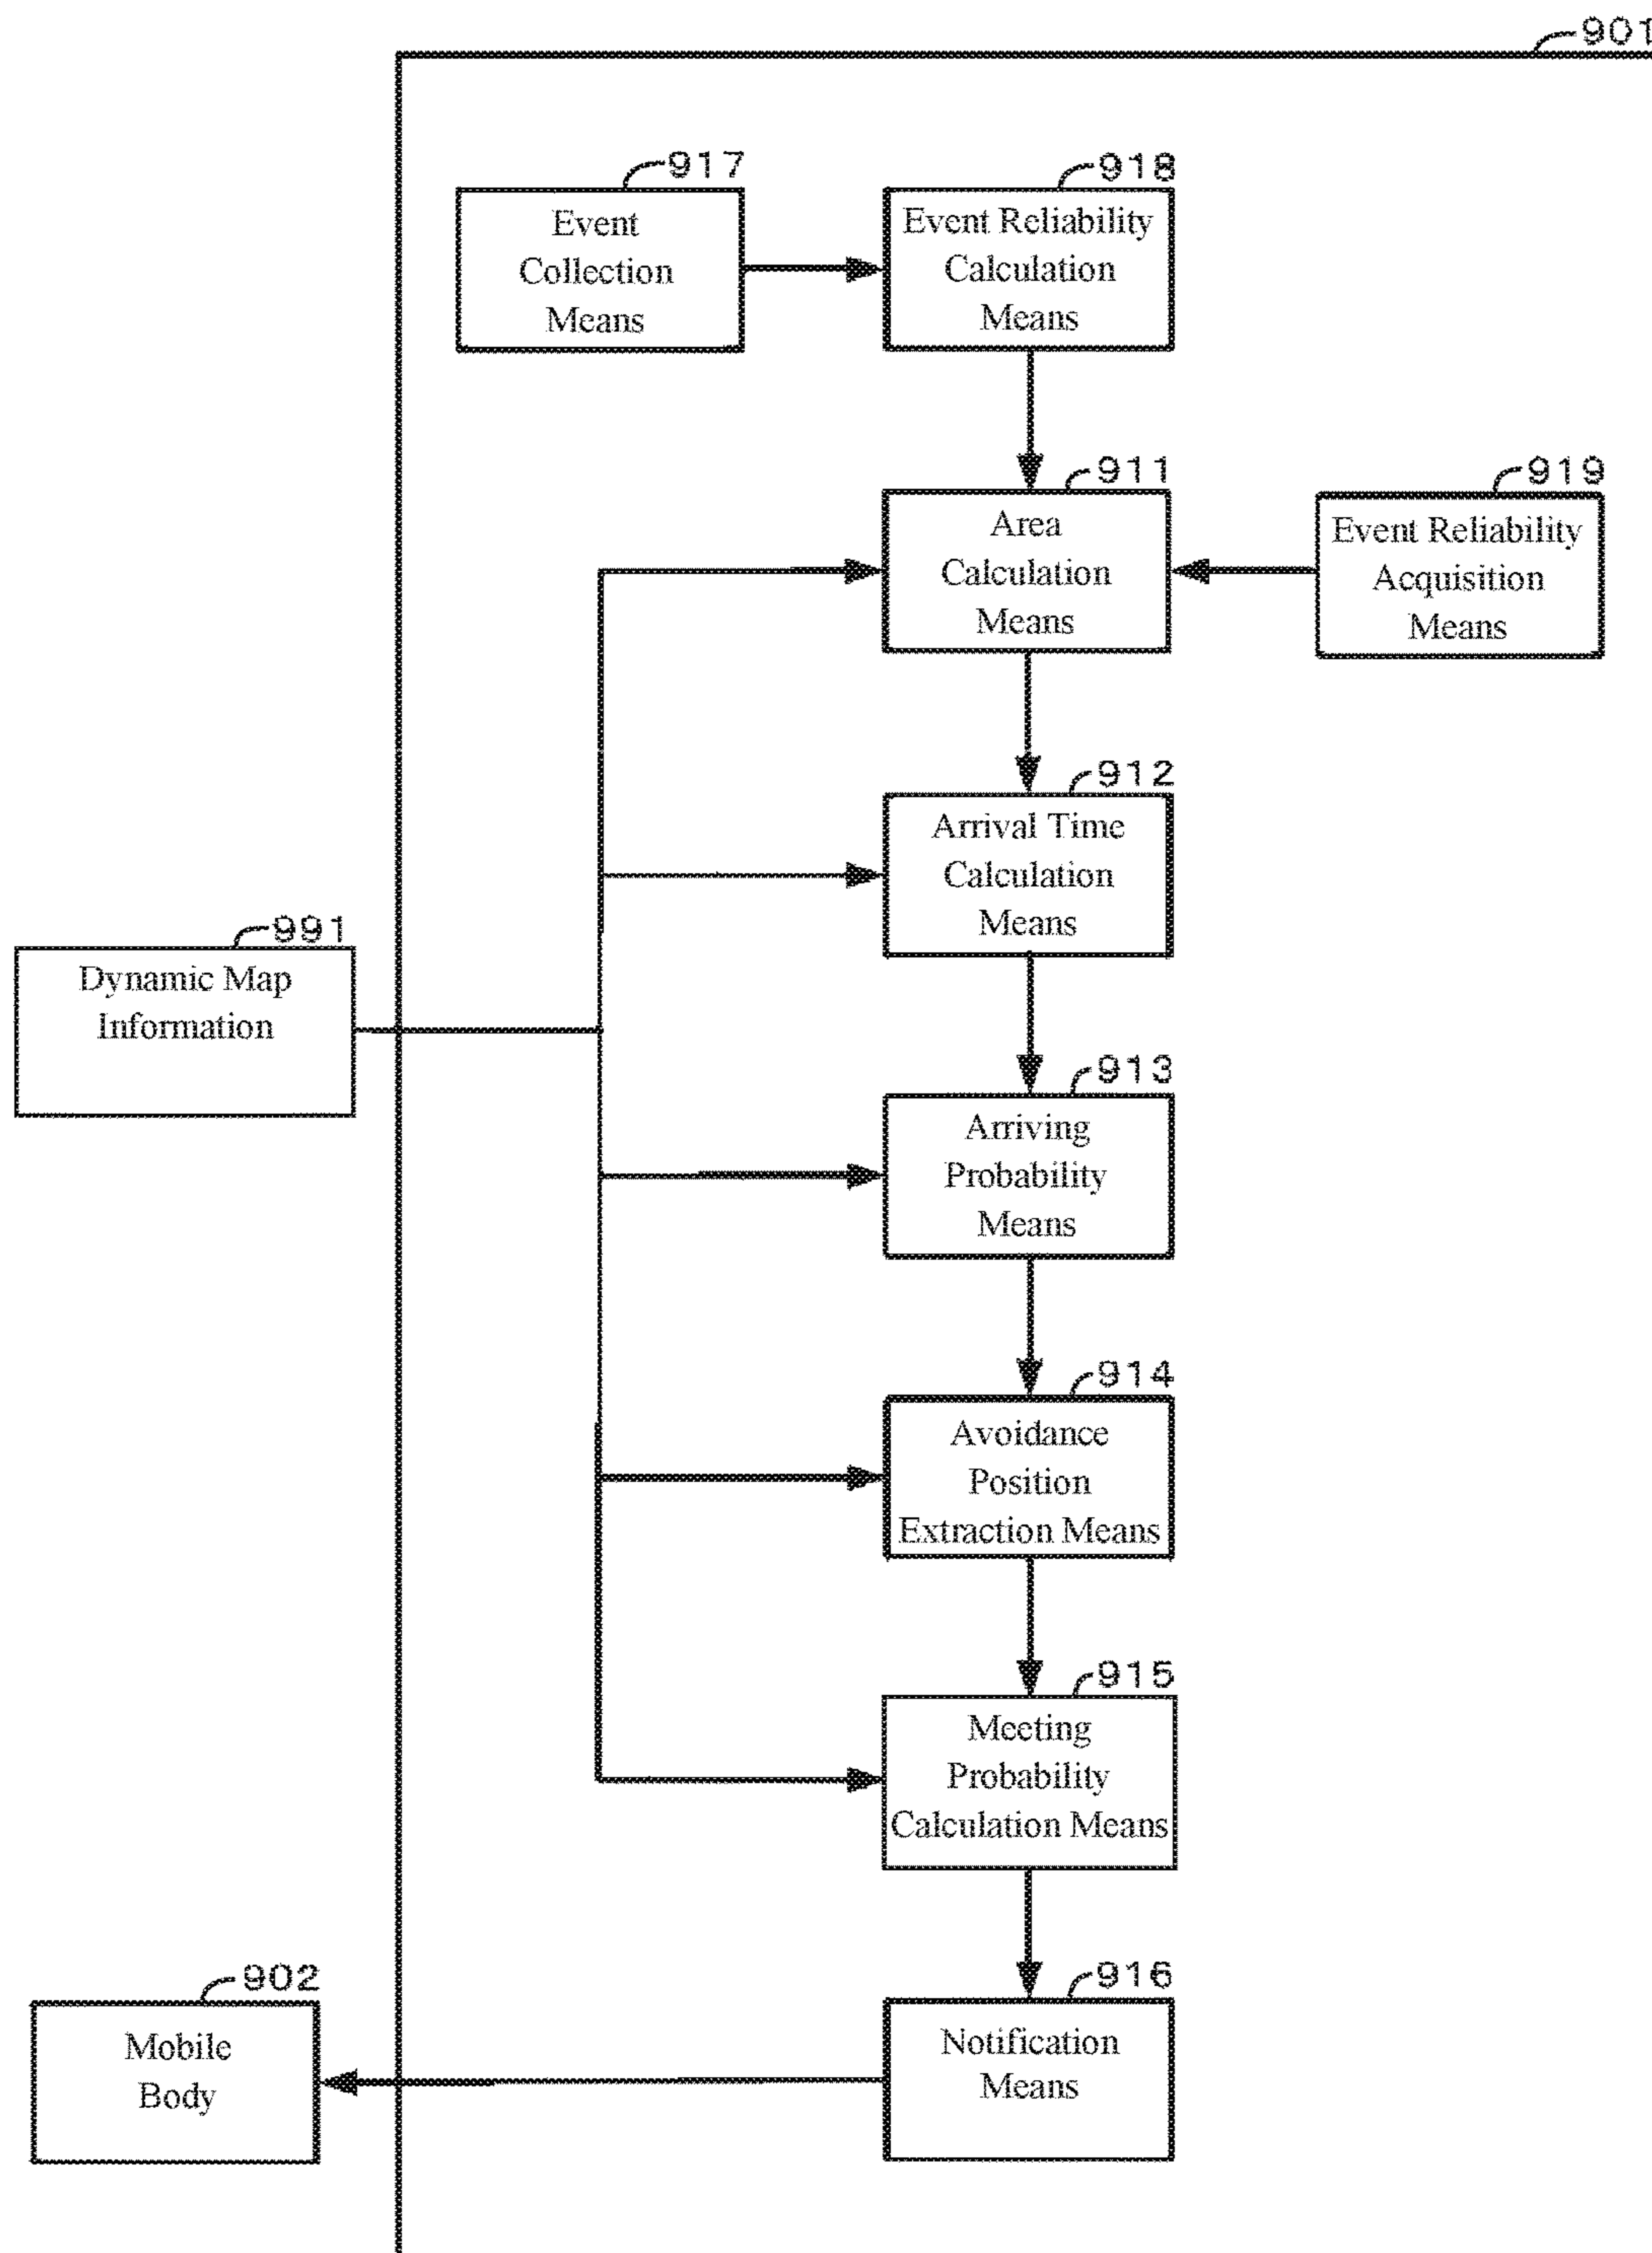 901
917
Event
Collection
Means
918
Event Reliability
Calculation
Means
911
Area
Calculation
Means
919
Event Reliability
Acquisition
Means
912
Arrival Time
Calculation
Means
991
Dynamic Map
Information
913
Arriving
Probability
Means
914
Avoidance
Position
Extraction Means
915
Meeting
Probability
Calculation Means
902
Mobile
Body
916
Notification
Means